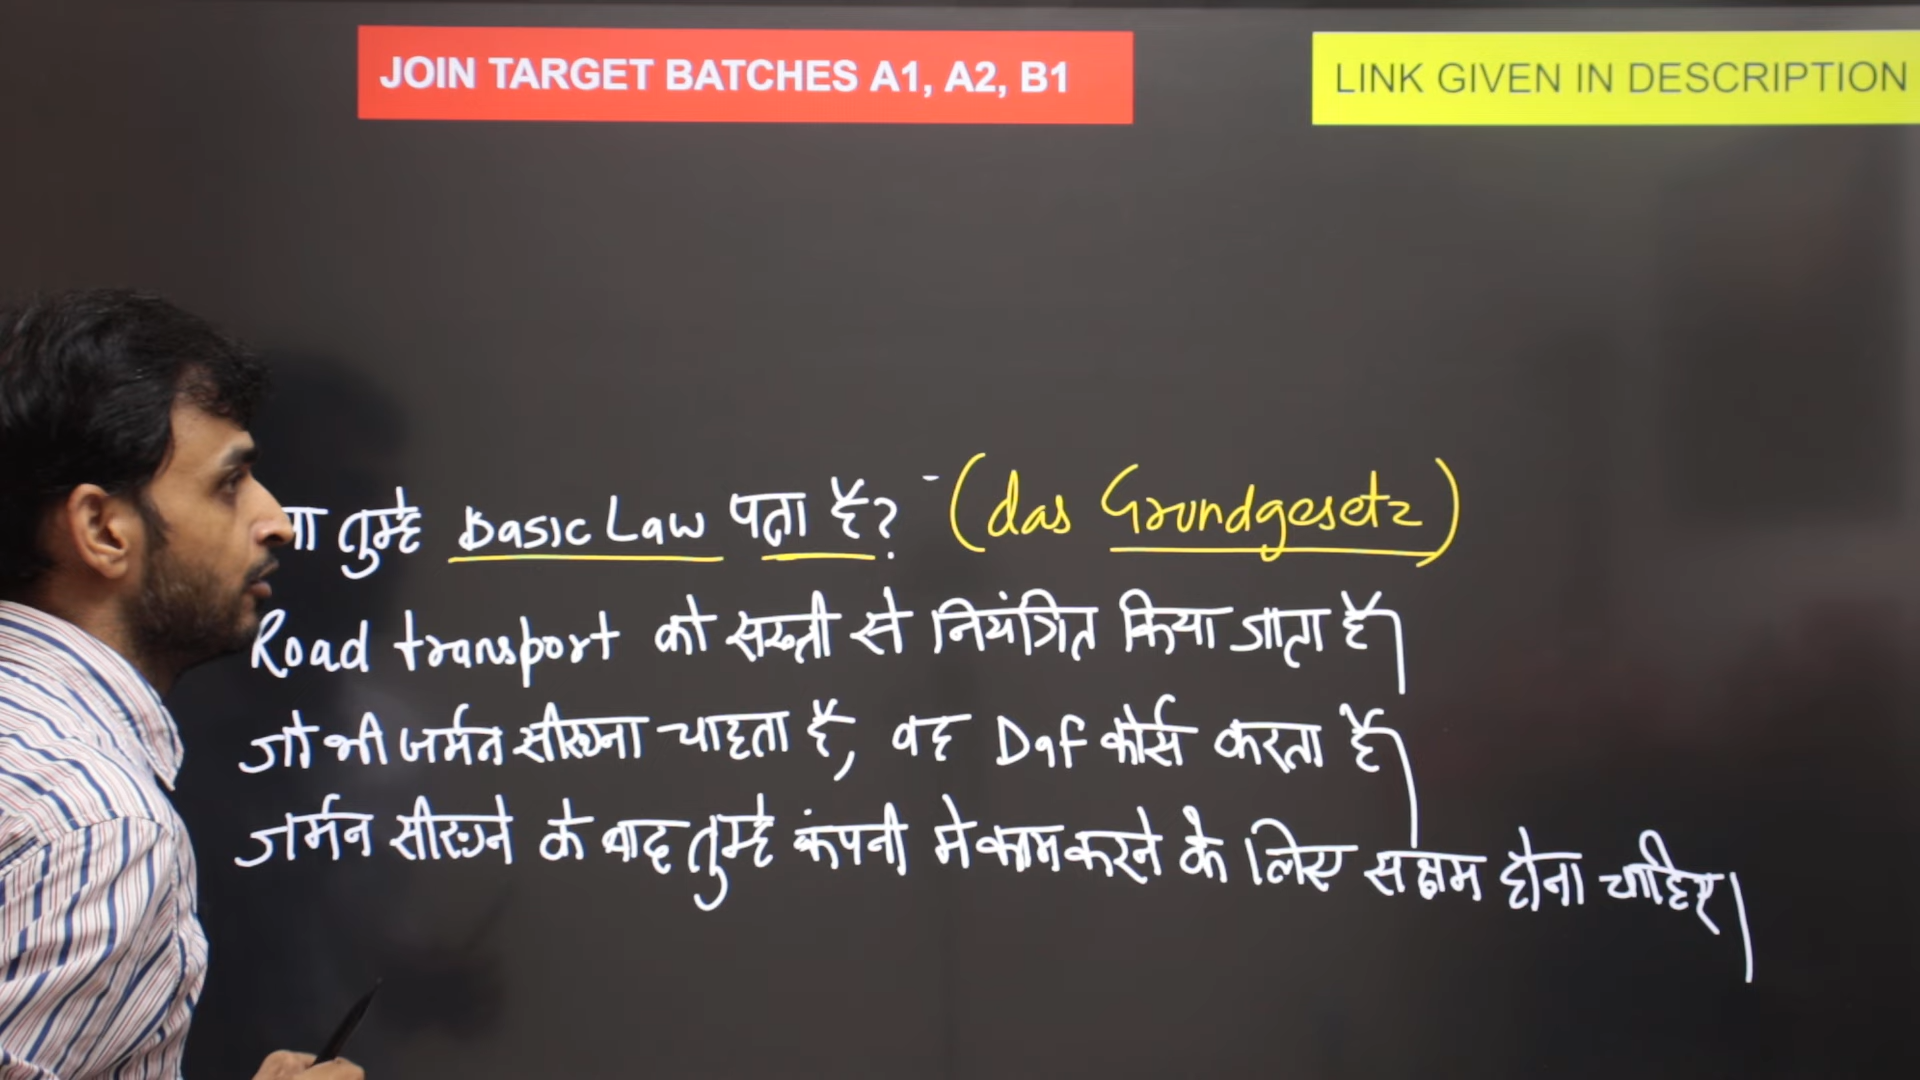 JOIN TARGET BATCHES A1, A2, B1
LINK GIVEN IN DESCRIPTION
तुम्हे Basic Law पता है? (das Grundgesetz)
Road transport को सख्ती से नियंत्रित किया जाता है।
जो भी जर्मन सीखना चाहता है, वह Daf कोर्स करता है।
जर्मन सीखने के बाद तुम्हे कंपनी मे काम करने के लिए सक्षम होना चाहिए।